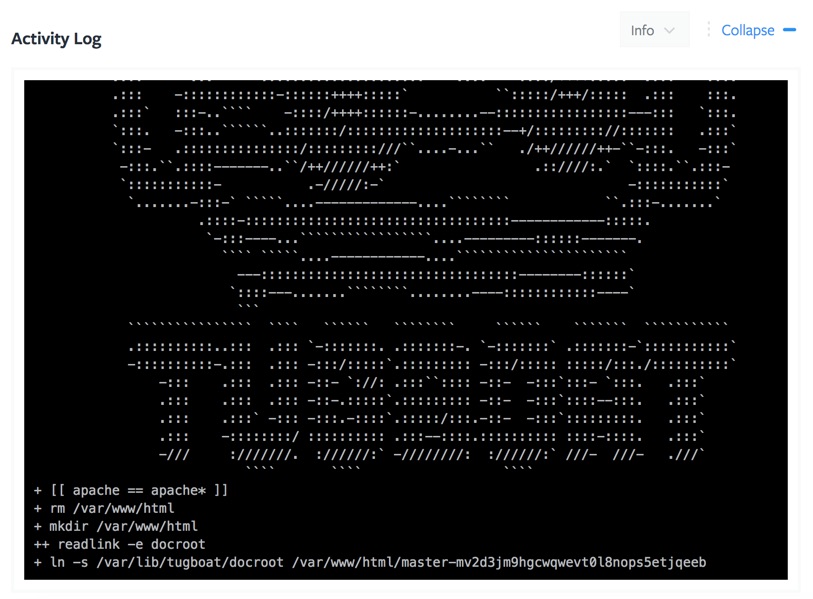 Activity Log
Info
Collapse
TUGBOAT
+ [[ apache == apache* ]]
+ rm /var/www/html
+ mkdir /var/www/html
++ readlink -e docroot
+ ln -s /var/lib/tugboat/docroot /var/www/html/master-mv2d3jm9hgcwqwevt0l8nops5etjqeeb